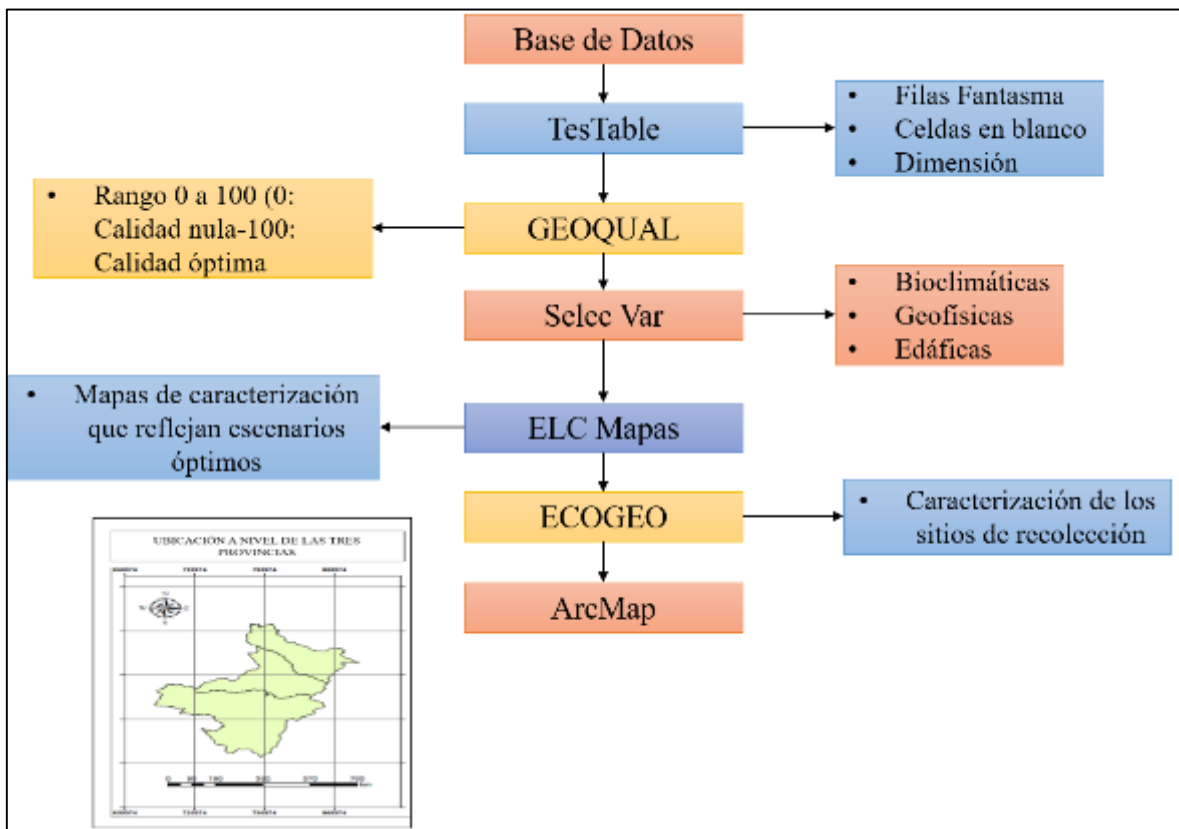 Base de Datos
TesTable
• Filas Fantasma
• Celdas en blanco
• Dimensión
• Rango 0 a 100 (0:
Calidad nula-100:
Calidad óptima
GEOQUAL
Selec Var
• Bioclimáticas
• Geofísicas
• Edáficas
• Mapas de caracterización
que reflejan escenarios
óptimos
ELC Mapas
ECOGEO
• Caracterización de los
sitios de recolección
ArcMap
UBICACIÓN A NIVEL DE LAS TRES
PROVINCIAS